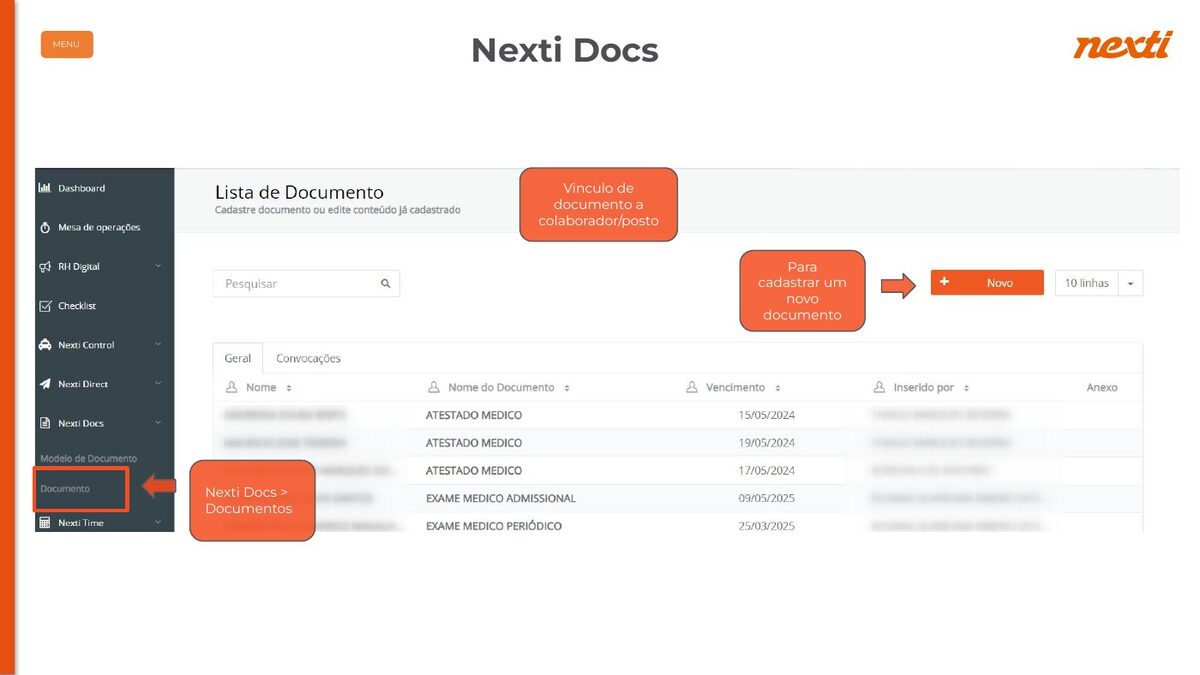 MENU
Nexti Docs
nexti
Dashboard
Mesa de operações
RH Digital
Checklist
Nexti Control
Nexti Direct
Nexti Docs
Modelo de Documento
Documento
Nexti Time
Lista de Documento
Cadastre documento ou edite conteúdo já cadastrado
Vinculo de
documento a
colaborador/posto
Pesquisar
Para
cadastrar um
novo
documento
+ Novo
10 linhas
Geral Convocações
Nome Nome do Documento Vencimento Inserido por Anexo
ATESTADO MEDICO 15/05/2024
ATESTADO MEDICO 19/05/2024
ATESTADO MEDICO 17/05/2024
EXAME MEDICO ADMISSIONAL 09/05/2025
EXAME MEDICO PERIÓDICO 25/03/2025
Nexti Docs >
Documentos